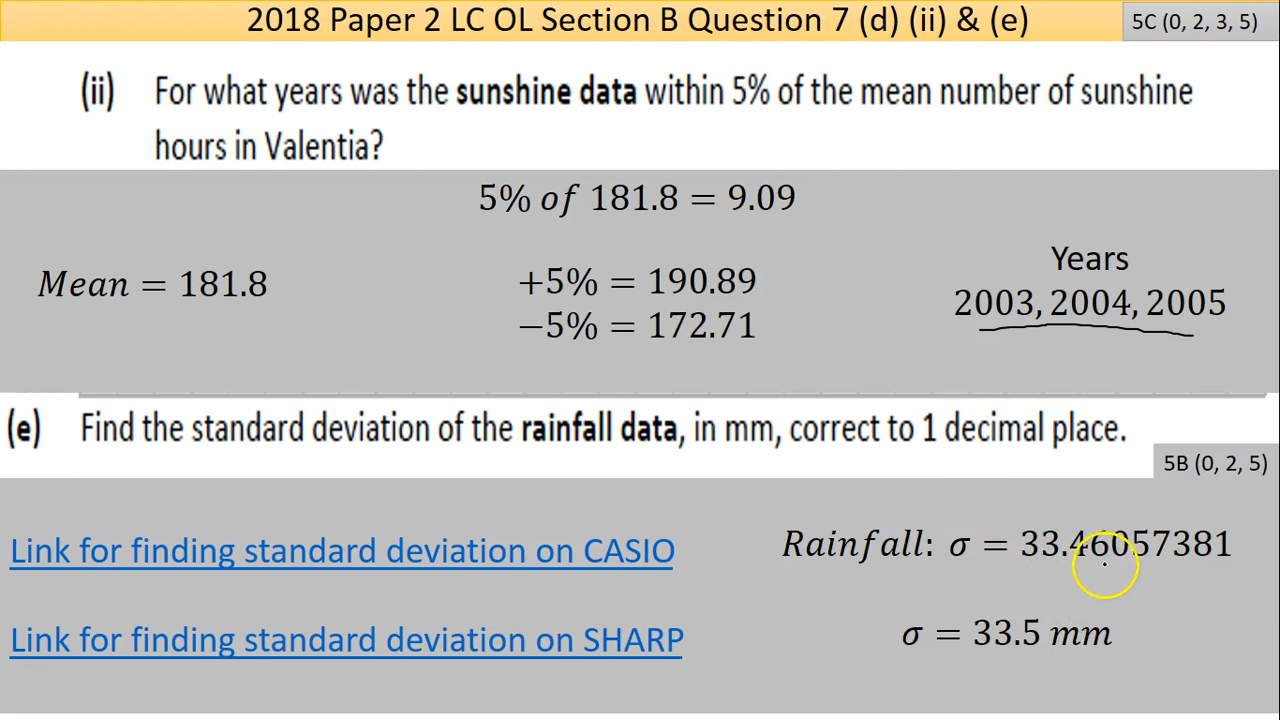 2018 Paper 2 LC OL Section B Question 7 (d) (ii) & (e)
5C (0, 2, 3, 5)
(ii) For what years was the sunshine data within 5% of the mean number of sunshine
hours in Valentia?
5% of 181.8 = 9.09
Mean = 181.8
+5% = 190.89
−5% = 172.71
Years
2003, 2004, 2005
(e) Find the standard deviation of the rainfall data, in mm, correct to 1 decimal place.
5B (0, 2, 5)
Link for finding standard deviation on CASIO
Rainfall: σ = 33.46057381
Link for finding standard deviation on SHARP
σ = 33.5 mm